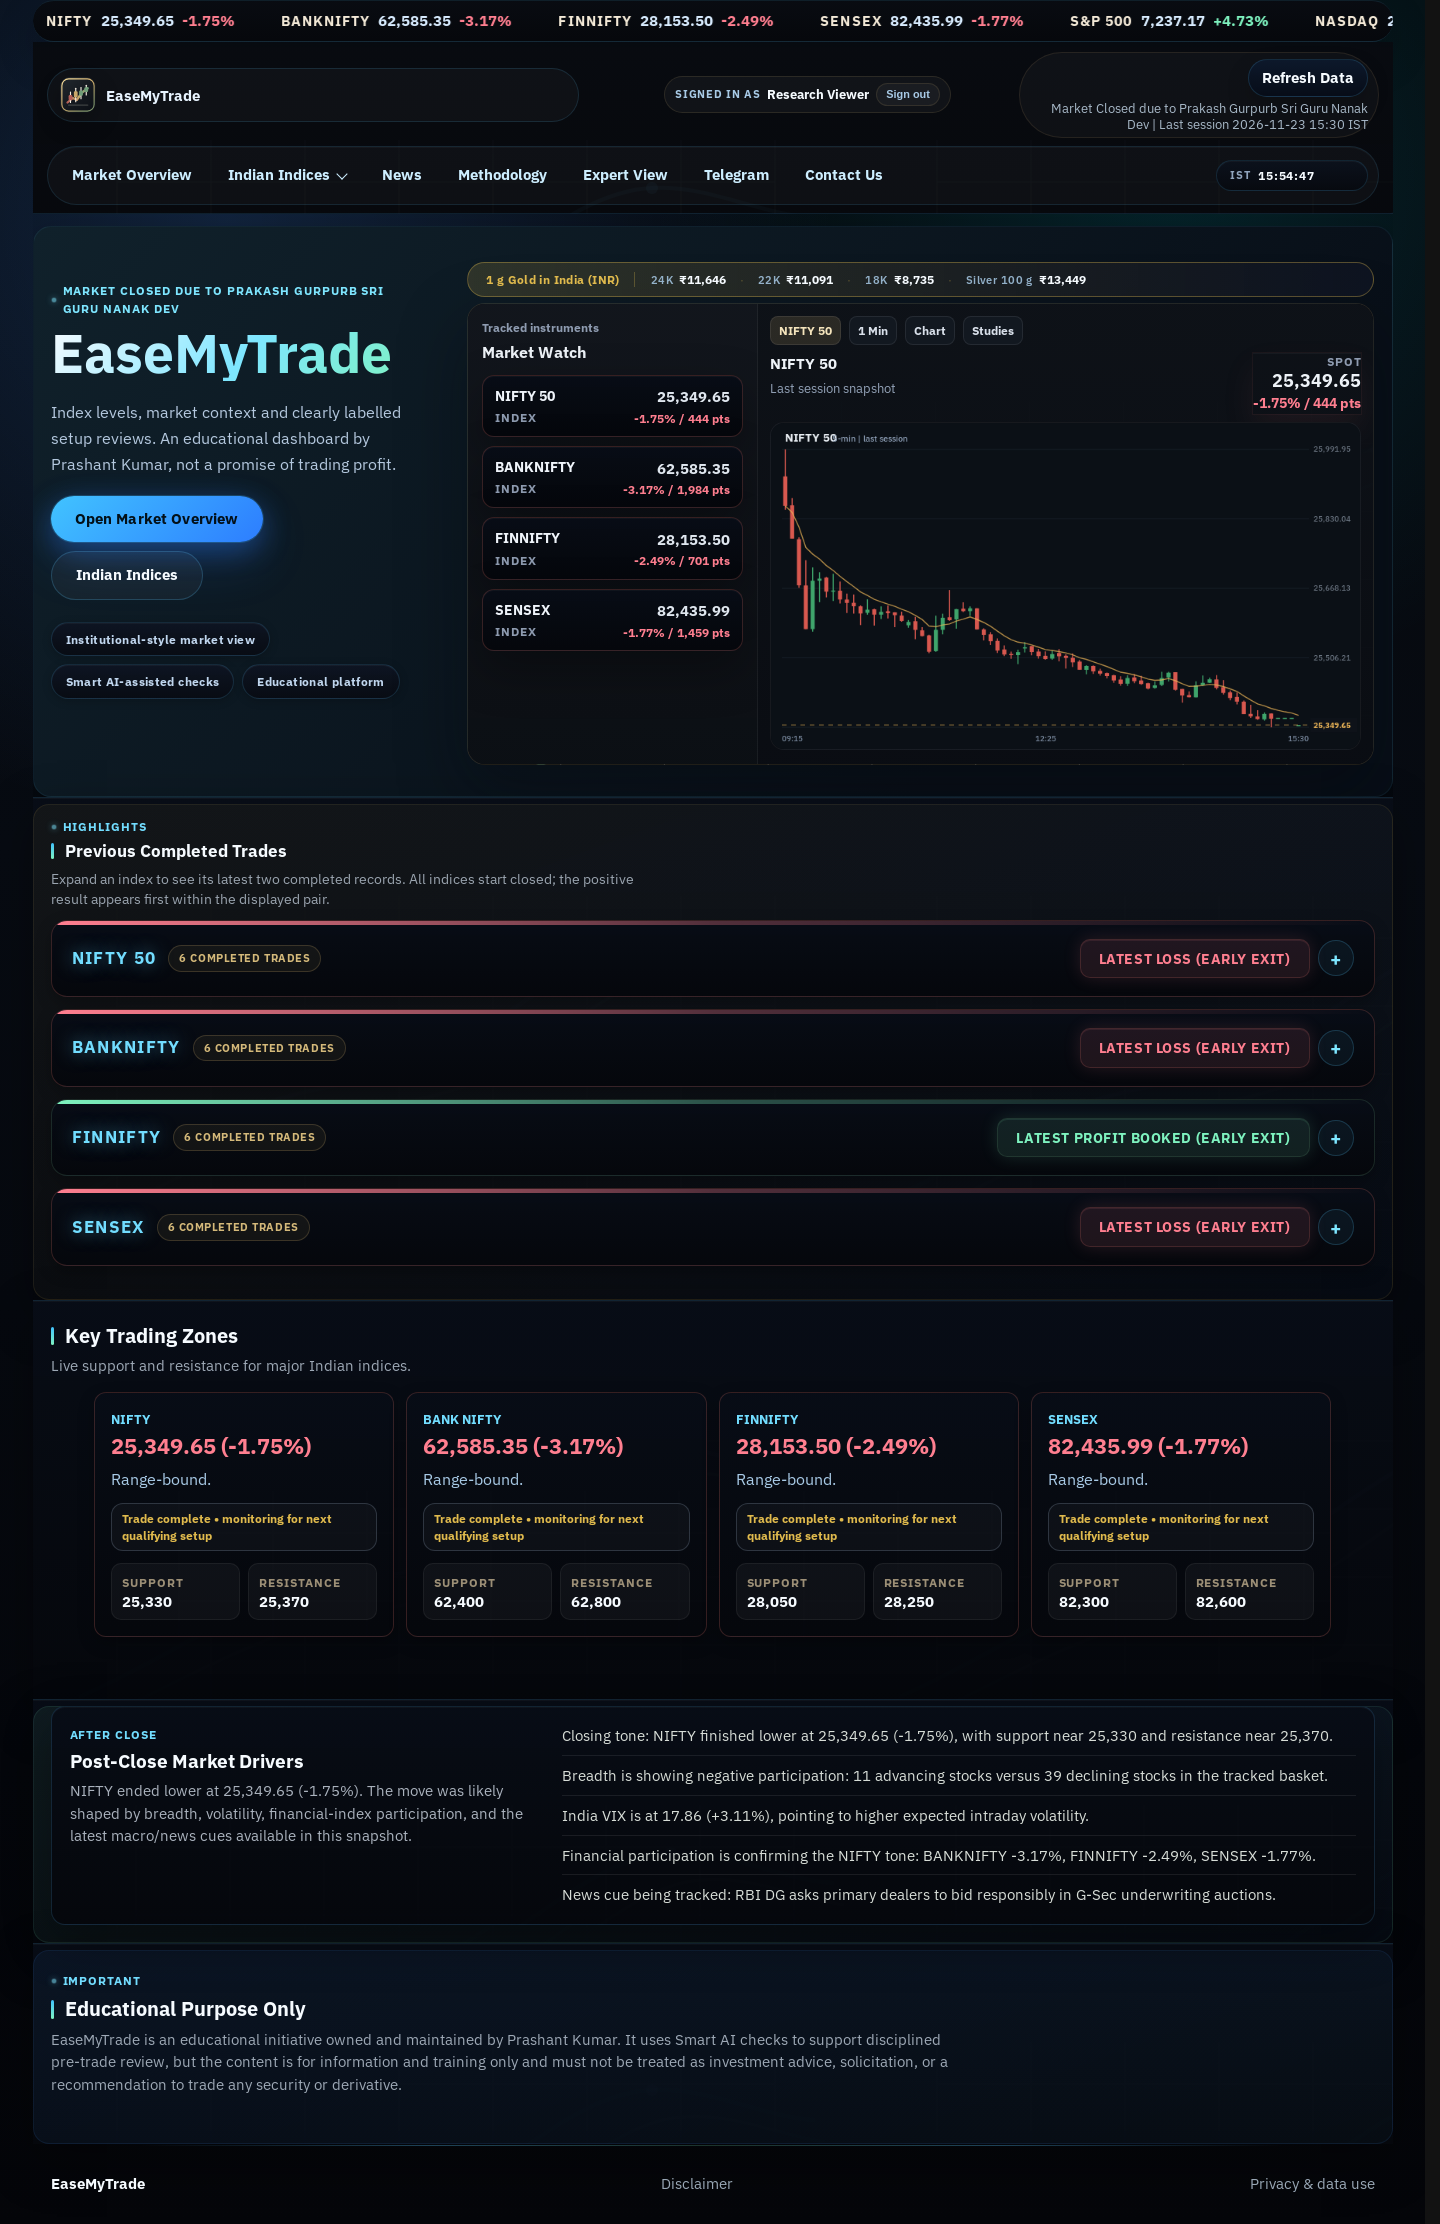 NIFTY 25,349.65 -1.75% BANKNIFTY 62,585.35 -3.17% FINNIFTY 28,153.50 -2.49% SENSEX 82,435.99 -1.77% S&P 500 7,237.17 +4.73% NASDAQ
EaseMyTrade
SIGNED IN AS Research Viewer Sign out
Refresh Data
Market Closed due to Prakash Gurpurb Sri Guru Nanak
Dev | Last session 2026-11-23 15:30 IST
Market Overview Indian Indices News Methodology Expert View Telegram Contact Us
IST 15:54:47
MARKET CLOSED DUE TO PRAKASH GURPURB SRI
GURU NANAK DEV
EaseMyTrade
Index levels, market context and clearly labelled
setup reviews. An educational dashboard by
Prashant Kumar, not a promise of trading profit.
Open Market Overview
Indian Indices
Institutional-style market view
Smart AI-assisted checks Educational platform
1 g Gold in India (INR) 24K ₹11,646 · 22K ₹11,091 · 18K ₹8,735 · Silver 100 g ₹13,449
Tracked instruments
Market Watch
NIFTY 50 25,349.65
INDEX -1.75% / 444 pts
BANKNIFTY 62,585.35
INDEX -3.17% / 1,984 pts
FINNIFTY 28,153.50
INDEX -2.49% / 701 pts
SENSEX 82,435.99
INDEX -1.77% / 1,459 pts
NIFTY 50 1 Min Chart Studies
NIFTY 50
Last session snapshot
SPOT
25,349.65
-1.75% / 444 pts
NIFTY 50 -min | last session
25,991.95
25,830.04
25,668.13
25,506.21
25,349.65
09:15 12:25 15:30
HIGHLIGHTS
Previous Completed Trades
Expand an index to see its latest two completed records. All indices start closed; the positive
result appears first within the displayed pair.
NIFTY 50 6 COMPLETED TRADES LATEST LOSS (EARLY EXIT) +
BANKNIFTY 6 COMPLETED TRADES LATEST LOSS (EARLY EXIT) +
FINNIFTY 6 COMPLETED TRADES LATEST PROFIT BOOKED (EARLY EXIT) +
SENSEX 6 COMPLETED TRADES LATEST LOSS (EARLY EXIT) +
Key Trading Zones
Live support and resistance for major Indian indices.
NIFTY
25,349.65 (-1.75%)
Range-bound.
Trade complete • monitoring for next
qualifying setup
SUPPORT RESISTANCE
25,330 25,370
BANK NIFTY
62,585.35 (-3.17%)
Range-bound.
Trade complete • monitoring for next
qualifying setup
SUPPORT RESISTANCE
62,400 62,800
FINNIFTY
28,153.50 (-2.49%)
Range-bound.
Trade complete • monitoring for next
qualifying setup
SUPPORT RESISTANCE
28,050 28,250
SENSEX
82,435.99 (-1.77%)
Range-bound.
Trade complete • monitoring for next
qualifying setup
SUPPORT RESISTANCE
82,300 82,600
AFTER CLOSE
Post-Close Market Drivers
NIFTY ended lower at 25,349.65 (-1.75%). The move was likely
shaped by breadth, volatility, financial-index participation, and the
latest macro/news cues available in this snapshot.
Closing tone: NIFTY finished lower at 25,349.65 (-1.75%), with support near 25,330 and resistance near 25,370.
Breadth is showing negative participation: 11 advancing stocks versus 39 declining stocks in the tracked basket.
India VIX is at 17.86 (+3.11%), pointing to higher expected intraday volatility.
Financial participation is confirming the NIFTY tone: BANKNIFTY -3.17%, FINNIFTY -2.49%, SENSEX -1.77%.
News cue being tracked: RBI DG asks primary dealers to bid responsibly in G-Sec underwriting auctions.
IMPORTANT
Educational Purpose Only
EaseMyTrade is an educational initiative owned and maintained by Prashant Kumar. It uses Smart AI checks to support disciplined
pre-trade review, but the content is for information and training only and must not be treated as investment advice, solicitation, or a
recommendation to trade any security or derivative.
EaseMyTrade Disclaimer Privacy & data use